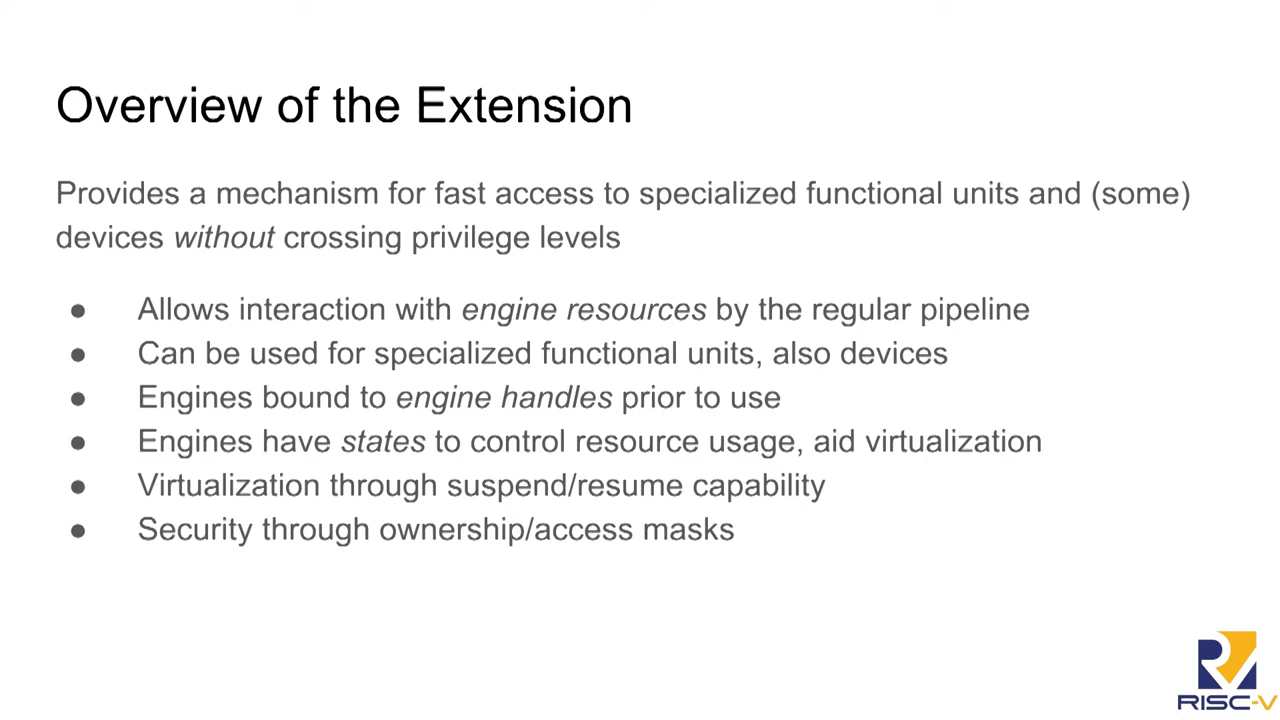 Overview of the Extension
Provides a mechanism for fast access to specialized functional units and (some)
devices without crossing privilege levels
● Allows interaction with engine resources by the regular pipeline
● Can be used for specialized functional units, also devices
● Engines bound to engine handles prior to use
● Engines have states to control resource usage, aid virtualization
● Virtualization through suspend/resume capability
● Security through ownership/access masks
RISC-V